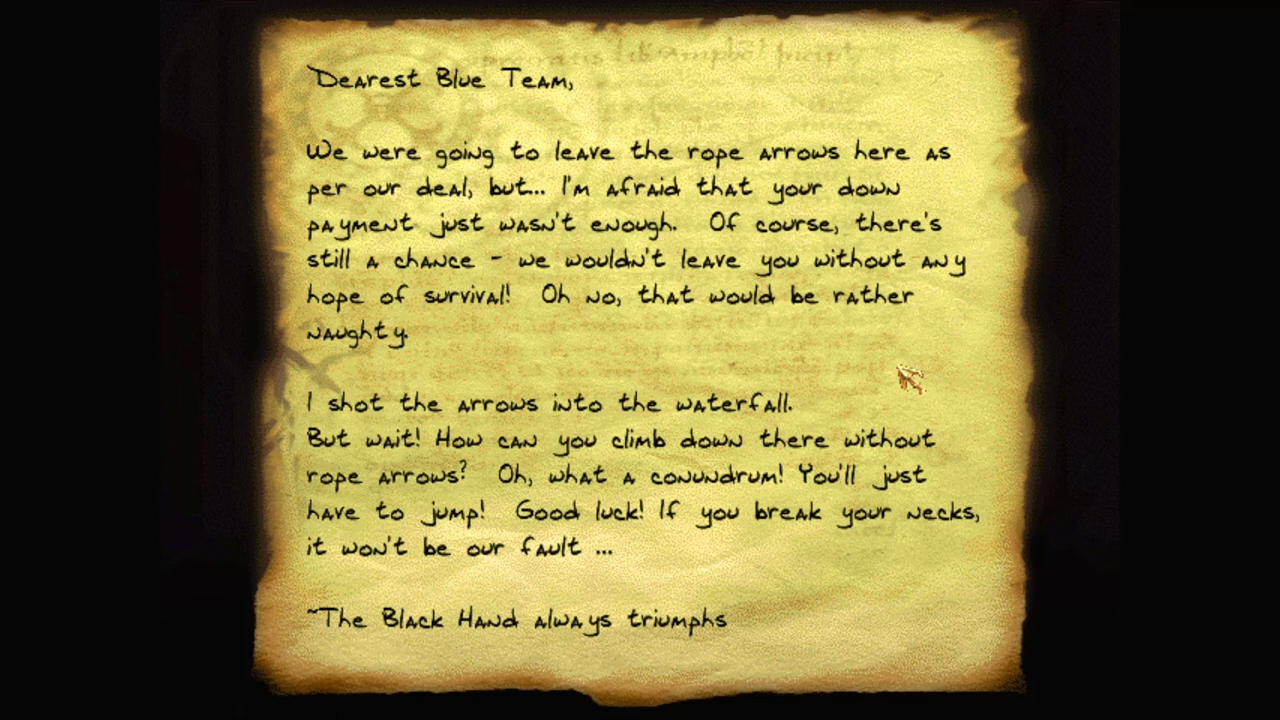 Dearest Blue Team,
We were going to leave the rope arrows here as
per our deal, but... I'm afraid that your down
payment just wasn't enough.  Of course, there's
still a chance - we wouldn't leave you without any
hope of survival!  Oh no, that would be rather
naughty.
I shot the arrows into the waterfall.
But wait! How can you climb down there without
rope arrows?  Oh, what a conundrum! You'll just
have to jump!  Good luck! If you break your necks,
it won't be our fault ...
~The Black Hand always triumphs